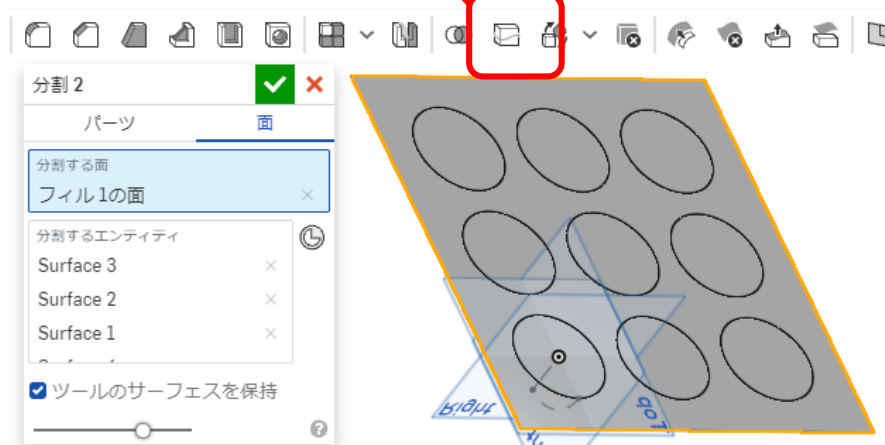 分割 2
パーツ
面
分割する面
フィル 1の面
分割するエンティティ
Surface 3
Surface 2
Surface 1
ツールのサーフェスを保持
Right
Top